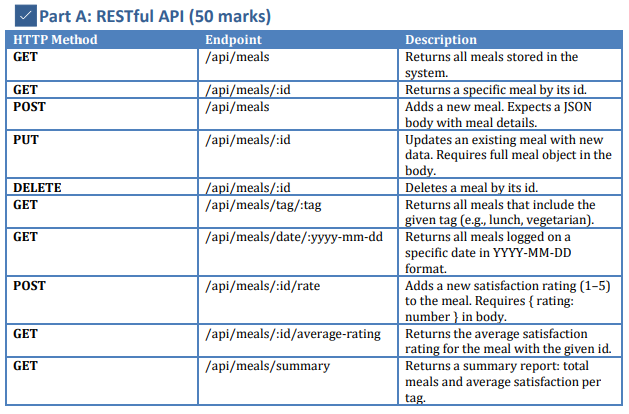 Part A: RESTful API (50 marks)
HTTP Method Endpoint Description
GET /api/meals Returns all meals stored in the
system.
GET /api/meals/:id Returns a specific meal by its id.
POST /api/meals Adds a new meal. Expects a JSON
body with meal details.
PUT /api/meals/:id Updates an existing meal with new
data. Requires full meal object in the
body.
DELETE /api/meals/:id Deletes a meal by its id.
GET /api/meals/tag/:tag Returns all meals that include the
given tag (e.g., lunch, vegetarian).
GET /api/meals/date/:yyyy-mm-dd Returns all meals logged on a
specific date in YYYY-MM-DD
format.
POST /api/meals/:id/rate Adds a new satisfaction rating (1–5)
to the meal. Requires { rating:
number } in body.
GET /api/meals/:id/average-rating Returns the average satisfaction
rating for the meal with the given id.
GET /api/meals/summary Returns a summary report: total
meals and average satisfaction per
tag.